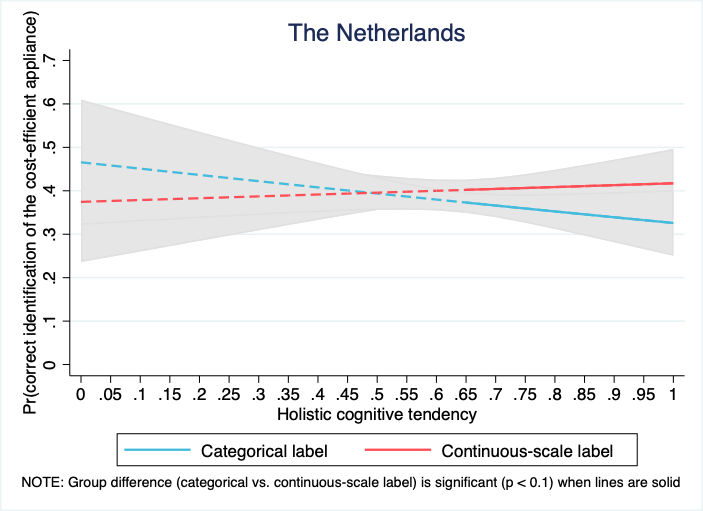 The Netherlands
Pr(correct identification of the cost-efficient appliance)
.7
.6
.5
.4
.3
.2
.1
0
0 .05 .1 .15 .2 .25 .3 .35 .4 .45 .5 .55 .6 .65 .7 .75 .8 .85 .9 .95 1
Holistic cognitive tendency
Categorical label Continuous-scale label
NOTE: Group difference (categorical vs. continuous-scale label) is significant (p < 0.1) when lines are solid